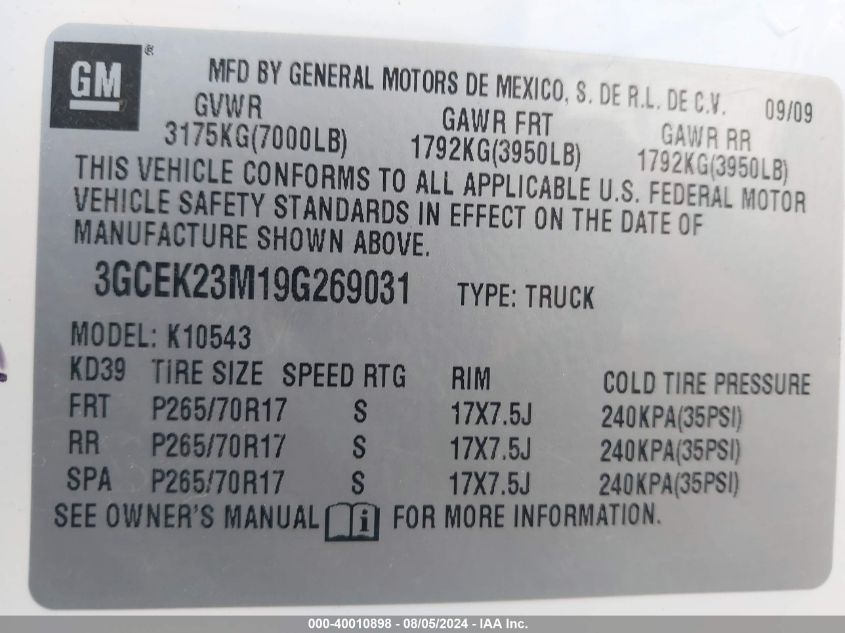 GM ®
MFD BY GENERAL MOTORS DE MEXICO, S. DE R.L. DE C.V. 09/09
GVWR GAWR FRT GAWR RR
3175KG(7000LB) 1792KG(3950LB) 1792KG(3950LB)
THIS VEHICLE CONFORMS TO ALL APPLICABLE U.S. FEDERAL MOTOR
VEHICLE SAFETY STANDARDS IN EFFECT ON THE DATE OF
MANUFACTURE SHOWN ABOVE.
3GCEK23M19G269031 TYPE: TRUCK
MODEL: K10543
KD39 TIRE SIZE SPEED RTG RIM COLD TIRE PRESSURE
FRT P265/70R17 S 17X7.5J 240KPA(35PSI)
RR P265/70R17 S 17X7.5J 240KPA(35PSI)
SPA P265/70R17 S 17X7.5J 240KPA(35PSI)
SEE OWNER'S MANUAL i FOR MORE INFORMATION.
000-40010898 - 08/05/2024 - IAA Inc.